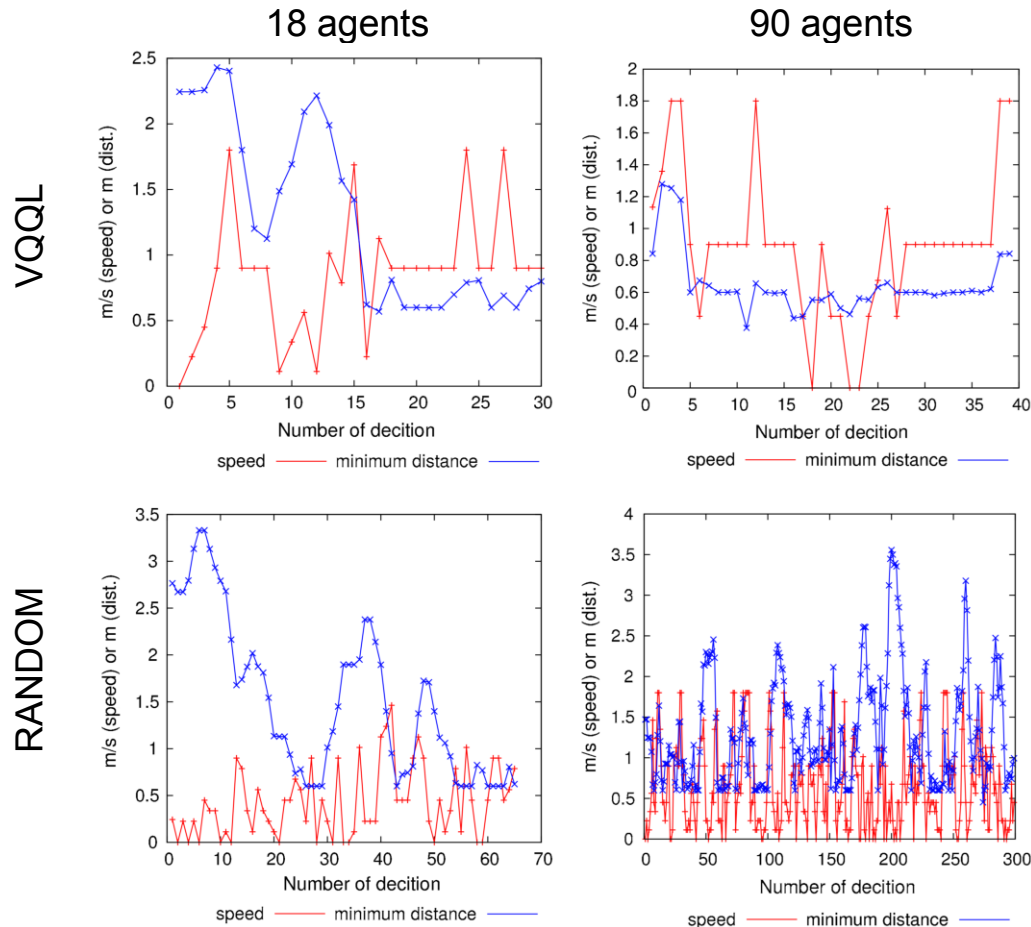 18 agents
90 agents
VQQL
m/s (speed) or m (dist.)
2.5
2
1.5
1
0.5
0
0 5 10 15 20 25 30
Number of decition
speed minimum distance
m/s (speed) or m (dist.)
2
1.8
1.6
1.4
1.2
1
0.8
0.6
0.4
0.2
0
0 5 10 15 20 25 30 35 40
Number of decition
speed minimum distance
RANDOM
m/s (speed) or m (dist.)
3.5
3
2.5
2
1.5
1
0.5
0
0 10 20 30 40 50 60 70
Number of decition
speed minimum distance
m/s (speed) or m (dist.)
4
3.5
3
2.5
2
1.5
1
0.5
0
0 50 100 150 200 250 300
Number of decition
speed minimum distance